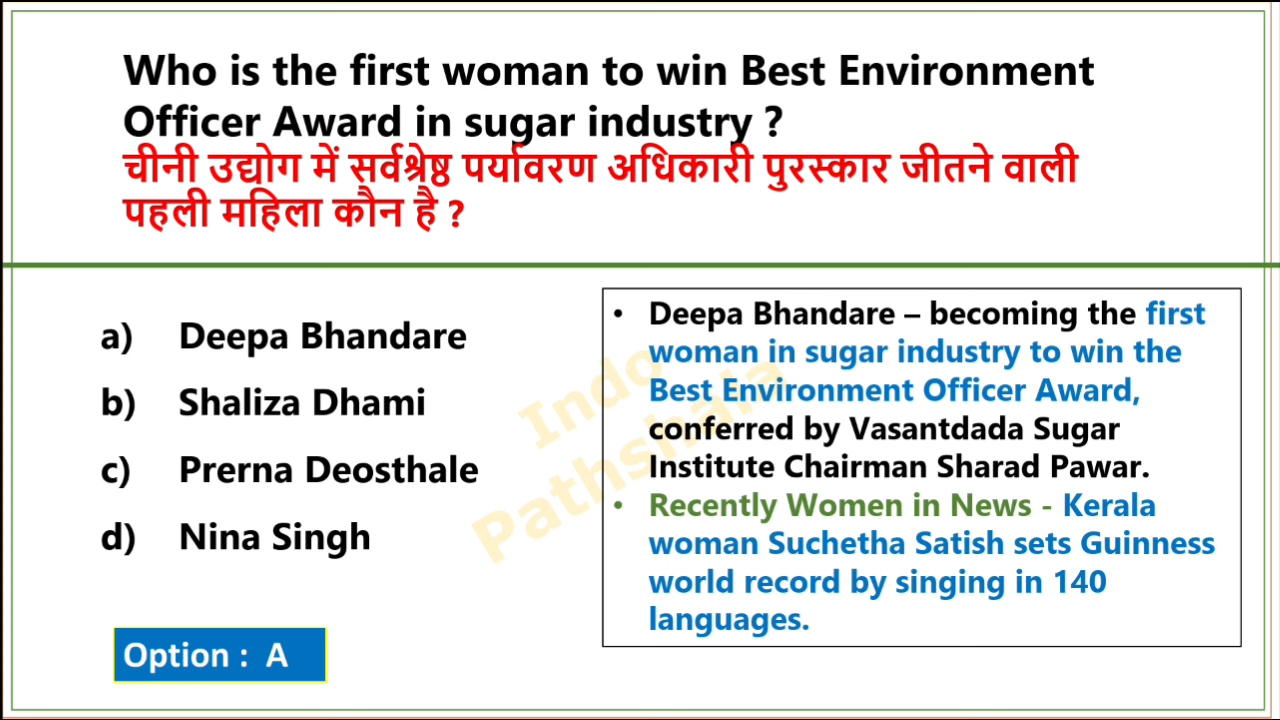 Who is the first woman to win Best Environment
Officer Award in sugar industry ?
चीनी उद्योग में सर्वश्रेष्ठ पर्यावरण अधिकारी पुरस्कार जीतने वाली
पहली महिला कौन है ?
a) Deepa Bhandare
b) Shaliza Dhami
c) Prerna Deosthale
d) Nina Singh
Option : A
• Deepa Bhandare – becoming the first
woman in sugar industry to win the
Best Environment Officer Award,
conferred by Vasantdada Sugar
Institute Chairman Sharad Pawar.
• Recently Women in News - Kerala
woman Suchetha Satish sets Guinness
world record by singing in 140
languages.
Indo
Pathshala